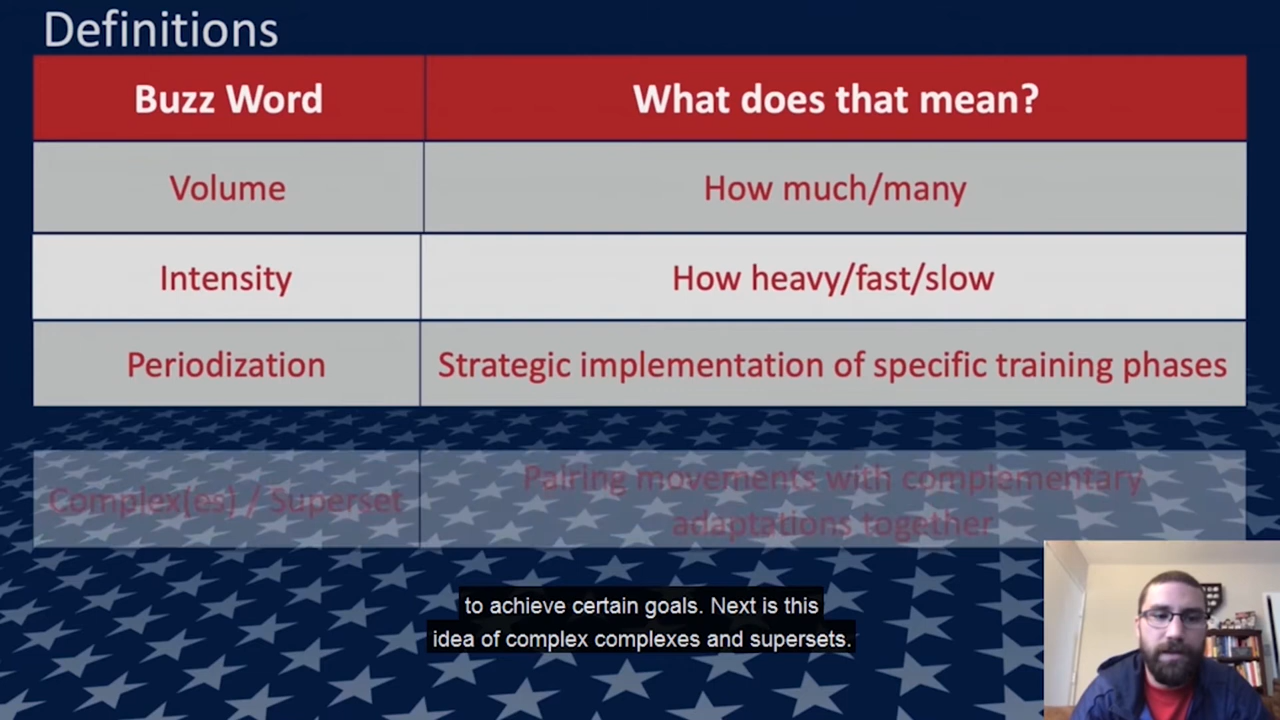 Definitions
Buzz Word
What does that mean?
Volume
How much/many
Intensity
How heavy/fast/slow
Periodization
Strategic implementation of specific training phases
Complex(es) / Superset
Pairing movements with complementary
adaptations together
to achieve certain goals. Next is this
idea of complex complexes and supersets.